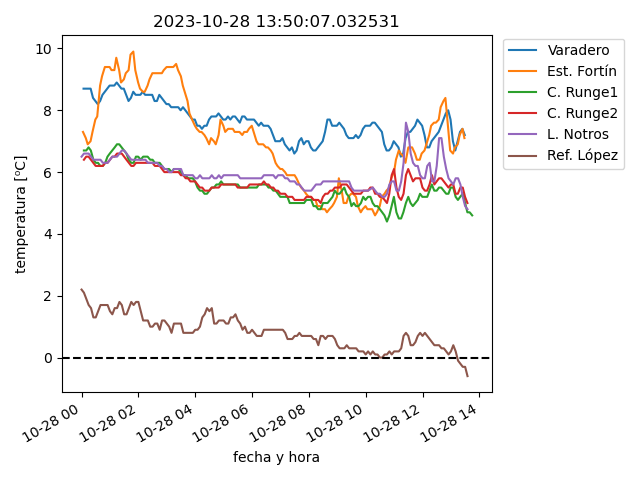 2023-10-28 13:50:07.032531
temperatura [ºC]
10
8
6
4
2
0
10-28 00
10-28 02
10-28 04
10-28 06
10-28 08
10-28 10
10-28 12
10-28 14
fecha y hora
Varadero
Est. Fortín
C. Runge1
C. Runge2
L. Notros
Ref. López